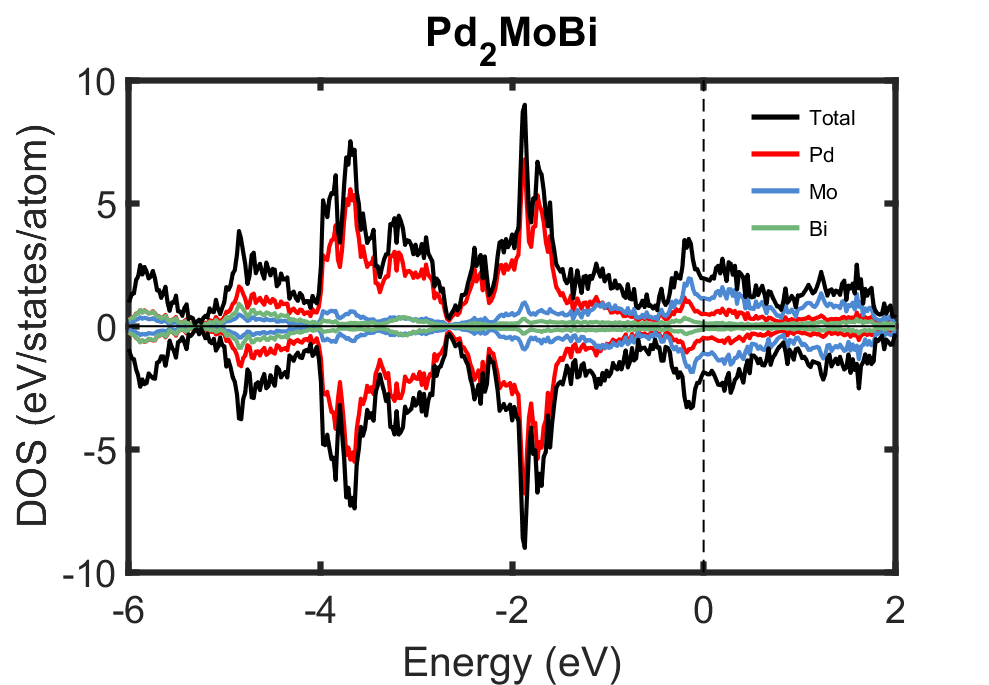 Pd₂MoBi
10
5
0
-5
-10
DOS (eV/states/atom)
Total
Pd
Mo
Bi
-6 -4 -2 0 2
Energy (eV)